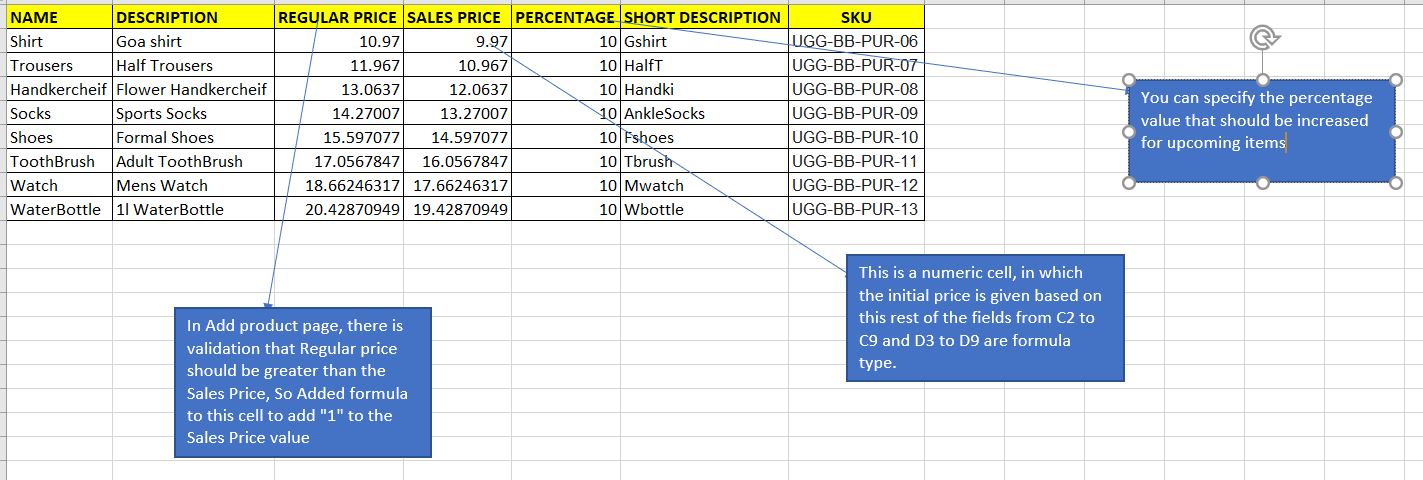 NAME DESCRIPTION REGULAR PRICE SALES PRICE PERCENTAGE SHORT DESCRIPTION SKU
Shirt Goa shirt 10.97 9.97 10 Gshirt UGG-BB-PUR-06
Trousers Half Trousers 11.967 10.967 10 HalfT UGG-BB-PUR-07
Handkercheif Flower Handkercheif 13.0637 12.0637 10 Handki UGG-BB-PUR-08
Socks Sports Socks 14.27007 13.27007 10 AnkleSocks UGG-BB-PUR-09
Shoes Formal Shoes 15.597077 14.597077 10 Fshoes UGG-BB-PUR-10
ToothBrush Adult ToothBrush 17.0567847 16.0567847 10 Tbrush UGG-BB-PUR-11
Watch Mens Watch 18.66246317 17.66246317 10 Mwatch UGG-BB-PUR-12
WaterBottle 1l WaterBottle 20.42870949 19.42870949 10 Wbottle UGG-BB-PUR-13
You can specify the percentage
value that should be increased
for upcoming items
This is a numeric cell, in which
the initial price is given based on
this rest of the fields from C2 to
C9 and D3 to D9 are formula
type.
In Add product page, there is
validation that Regular price
should be greater than the
Sales Price, So Added formula
to this cell to add "1" to the
Sales Price value